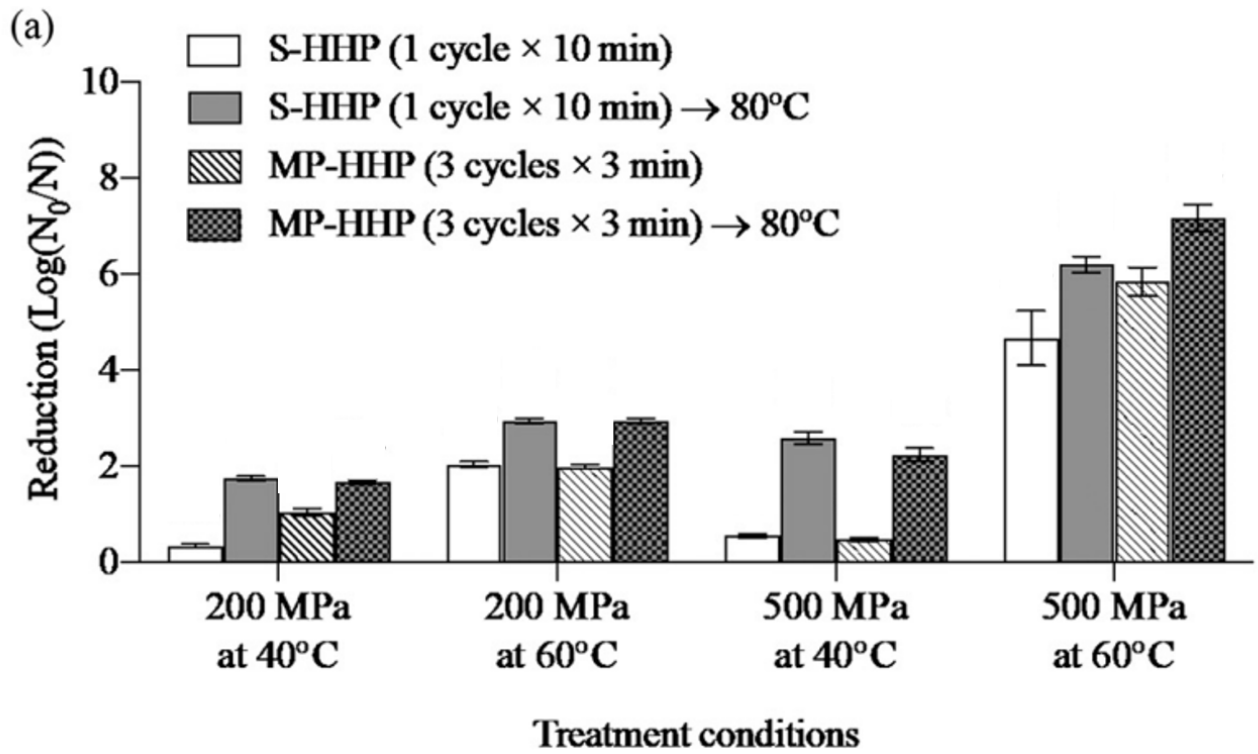 (a)
S-HHP (1 cycle × 10 min)
S-HHP (1 cycle × 10 min) → 80°C
MP-HHP (3 cycles × 3 min)
MP-HHP (3 cycles × 3 min) → 80°C
Reduction (Log(N₀/N))
10
8
6
4
2
0
200 MPa at 40°C
200 MPa at 60°C
500 MPa at 40°C
500 MPa at 60°C
Treatment conditions